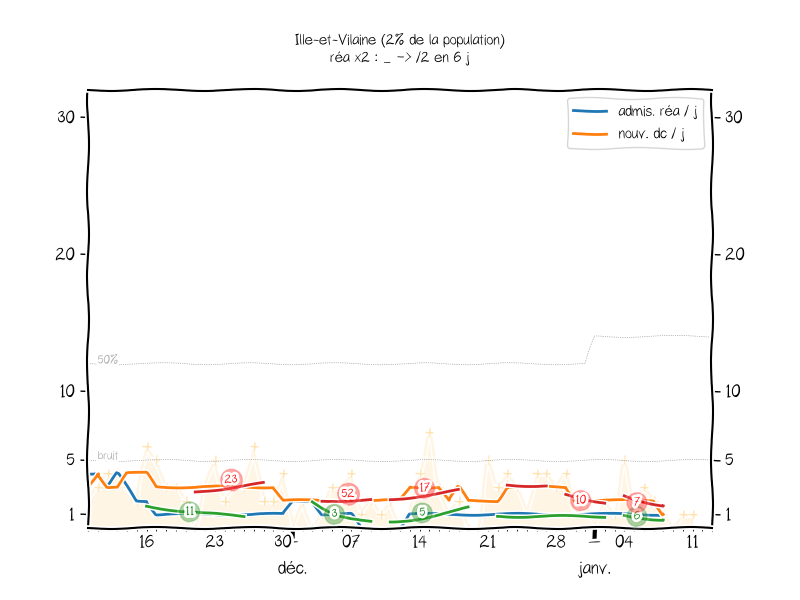 Ille-et-Vilaine (2% de la population)
réa x2 : _ -> /2 en 6 j
admis. réa / j
nouv. dc / j
30
30
20
20
50%
10
10
bruit
5
5
1
1
23
52
17
10
7
11
3
5
6
16 23 30 07 14 21 28 04 11
déc. janv.